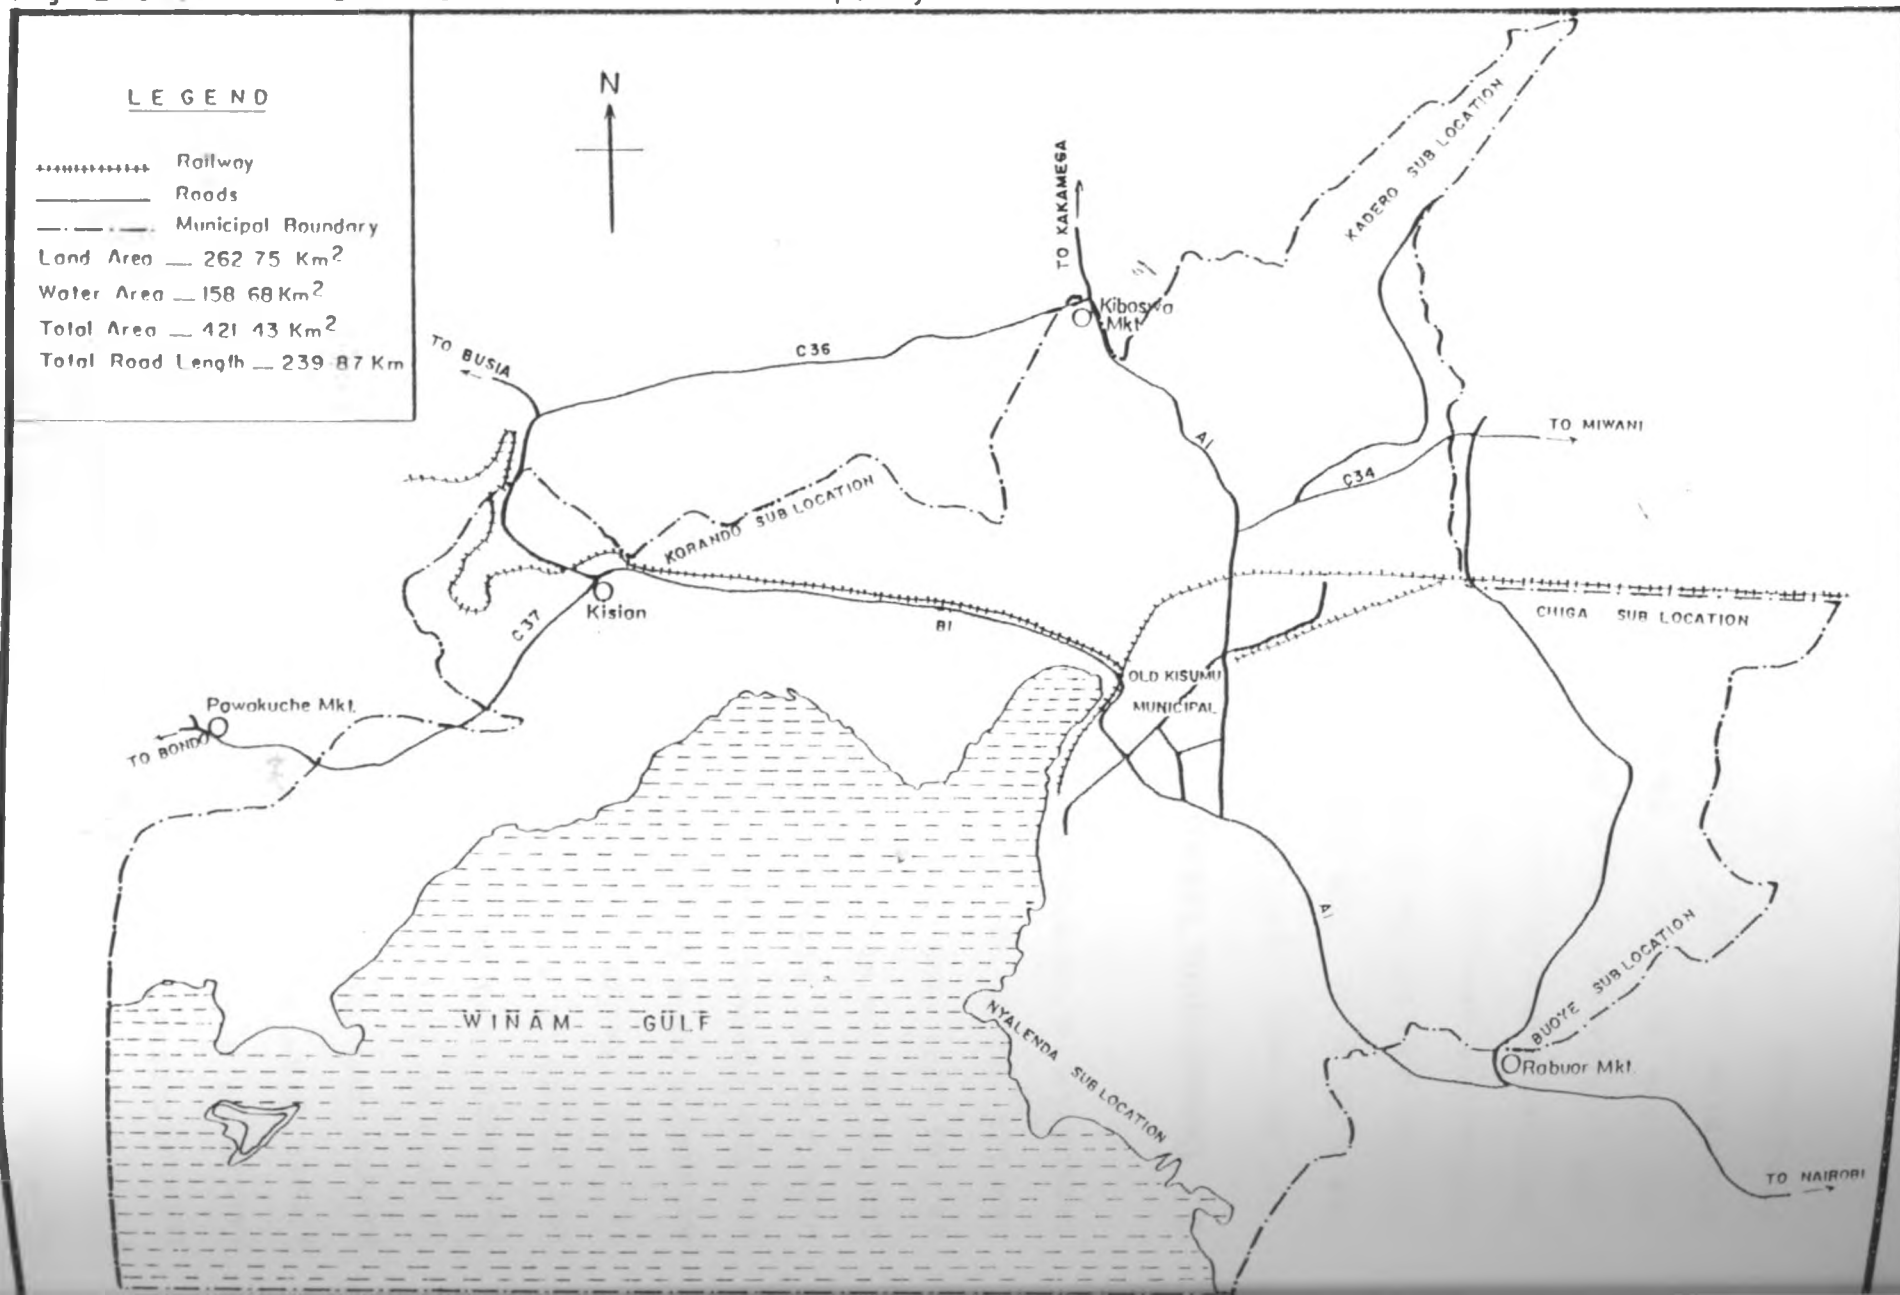 LEGEND
Railway
Roads
Municipal Boundary
Land Area — 262 75 Km2
Water Area — 158 68 Km2
Total Area — 421 43 Km2
Total Road Length — 239 87 Km
N
TO KAKAMEGA
KADERO SUB LOCATION
Kiboswa
Mkt
TO BUSIA
C36
A1
TO MIWANI
C34
KORANDO SUB LOCATION
Kisian
C37
B1
CHIGA SUB LOCATION
OLD KISUMU
MUNICIPAL
Pawakuche Mkt.
TO BONDO
A1
BUOYE SUB LOCATION
WINAM GULF
NYALENDA SUB LOCATION
Rabuor Mkt.
TO NAIROBI